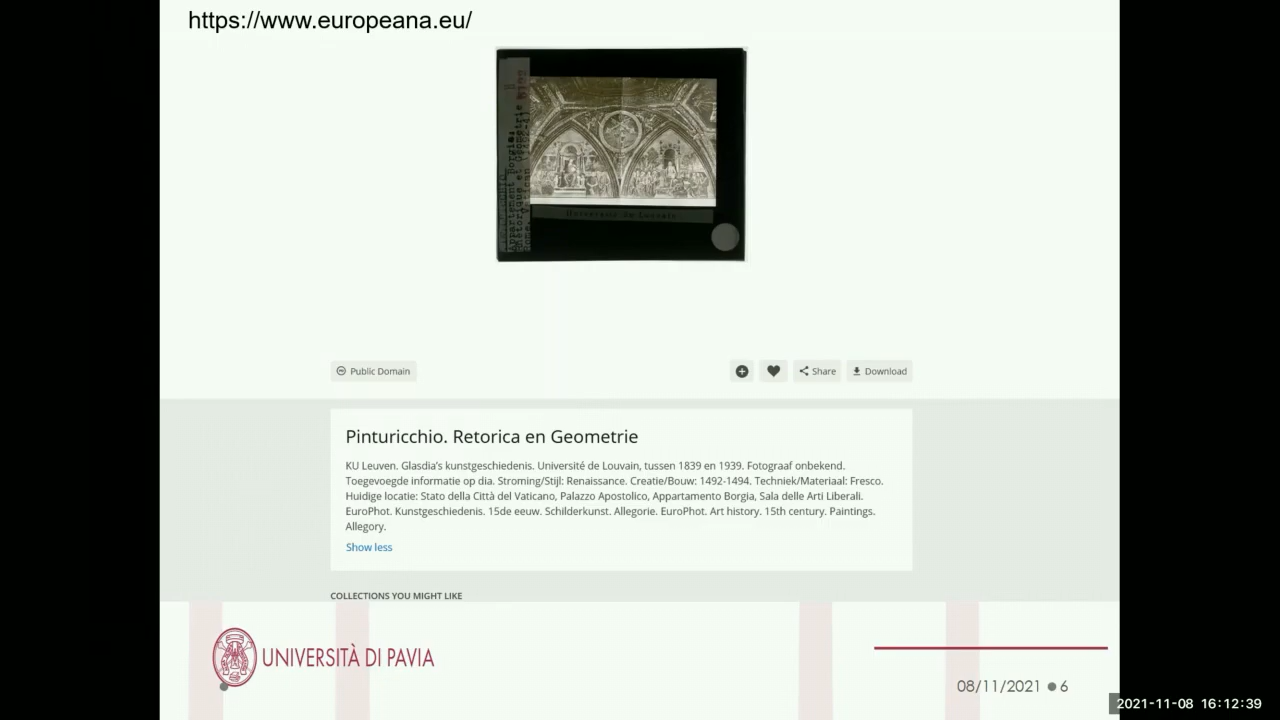 https://www.europeana.eu/
Université de Louvain
Public Domain
Share
Download
Pinturicchio. Retorica en Geometrie
KU Leuven. Glasdia's kunstgeschiedenis. Université de Louvain, tussen 1839 en 1939. Fotograaf onbekend.
Toegevoegde informatie op dia. Stroming/Stijl: Renaissance. Creatie/Bouw: 1492-1494. Techniek/Materiaal: Fresco.
Huidige locatie: Stato della Città del Vaticano, Palazzo Apostolico, Appartamento Borgia, Sala delle Arti Liberali.
EuroPhot. Kunstgeschiedenis. 15de eeuw. Schilderkunst. Allegorie. EuroPhot. Art history. 15th century. Paintings.
Allegory.
Show less
COLLECTIONS YOU MIGHT LIKE
UNIVERSITÀ DI PAVIA
08/11/2021 ● 6
2021-11-08 16:12:39